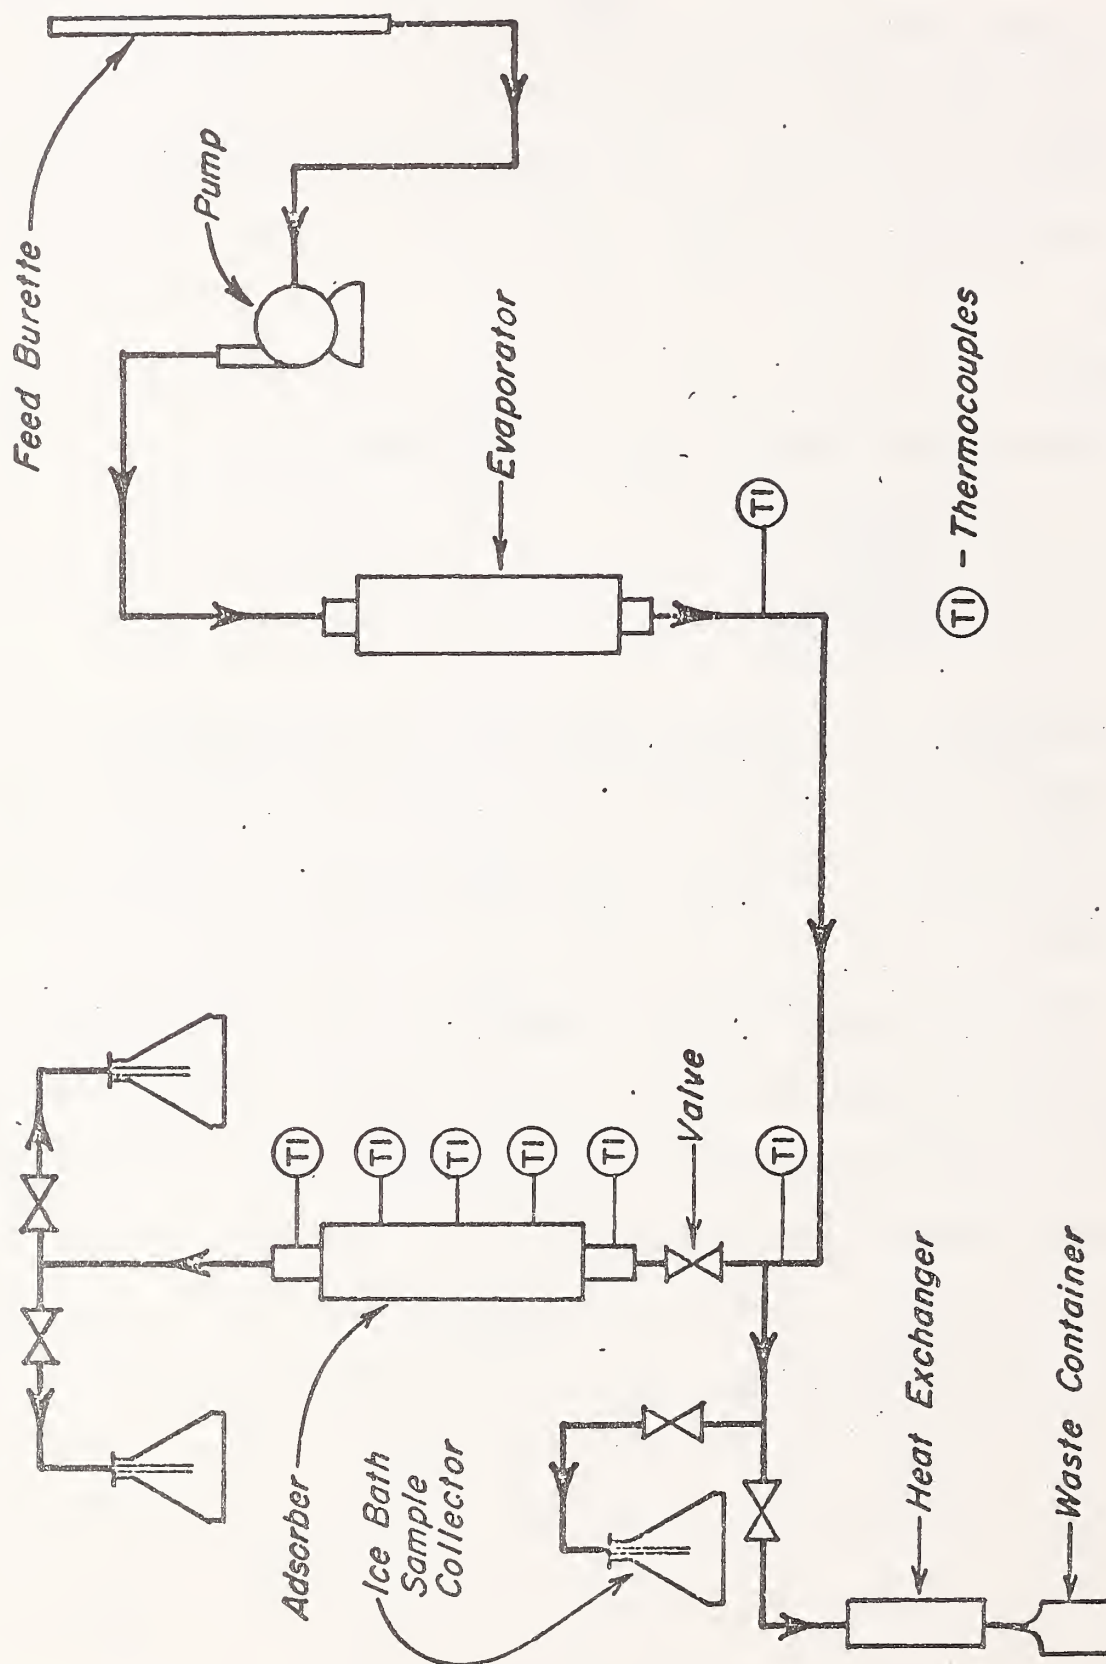 Feed Burette
Pump
Evaporator
TI
TI - Thermocouples
TI
TI
TI
TI
TI
Value
TI
Adsorber
Ice Bath
Sample
Collector
Heat Exchanger
Waste Container